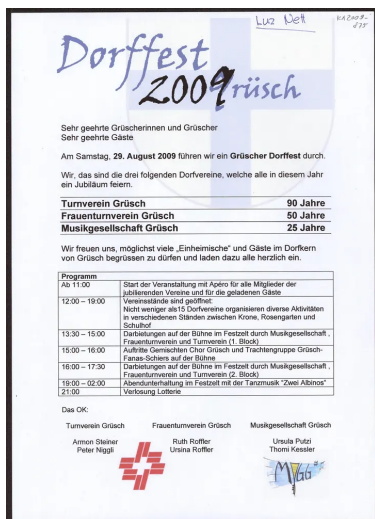 Luz Nett
Dorffest
2009 rüsch
Sehr geehrte Grüscherinnen und Grüscher
Sehr geehrte Gäste
Am Samstag, 29. August 2009 führen wir ein Grüscher Dorffest durch.
Wir, das sind die drei folgenden Dorfvereine, welche alle in diesem Jahr
ein Jubiläum feiern.
Turnverein Grüsch 90 Jahre
Frauenturnverein Grüsch 50 Jahre
Musikgesellschaft Grüsch 25 Jahre
Wir freuen uns, möglichst viele „Einheimische“ und Gäste im Dorfkern
von Grüsch begrüssen zu dürfen und laden dazu alle herzlich ein.
Programm
Ab 11:00 Start der Veranstaltung mit Apéro für alle Mitglieder der
jubilierenden Vereine und für die geladenen Gäste
12:00 – 19:00 Vereinsstände sind geöffnet:
Nicht weniger als15 Dorfvereine organisieren diverse Aktivitäten
in verschiedenen Ständen zwischen Krone, Rosengarten und
Schulhof
13:30 – 15:00 Darbietungen auf der Bühne im Festzelt durch Musikgesellschaft ,
Frauenturnverein und Turnverein (1. Block)
15:00 – 16:00 Auftritte Gemischten Chor Grüsch und Trachtengruppe Grüsch-
Fanas-Schiers auf der Bühne
16:00 – 17:30 Darbietungen auf der Bühne im Festzelt durch Musikgesellschaft ,
Frauenturnverein und Turnverein (2. Block)
19:00 – 02:00 Abendunterhaltung im Festzelt mit der Tanzmusik "Zwei Albinos"
21:00 Verlosung Lotterie
Das OK:
Turnverein Grüsch Frauenturnverein Grüsch Musikgesellschaft Grüsch
Armon Steiner Ruth Roffler Ursula Putzi
Peter Niggli Ursina Roffler Thomi Kessler
MGG